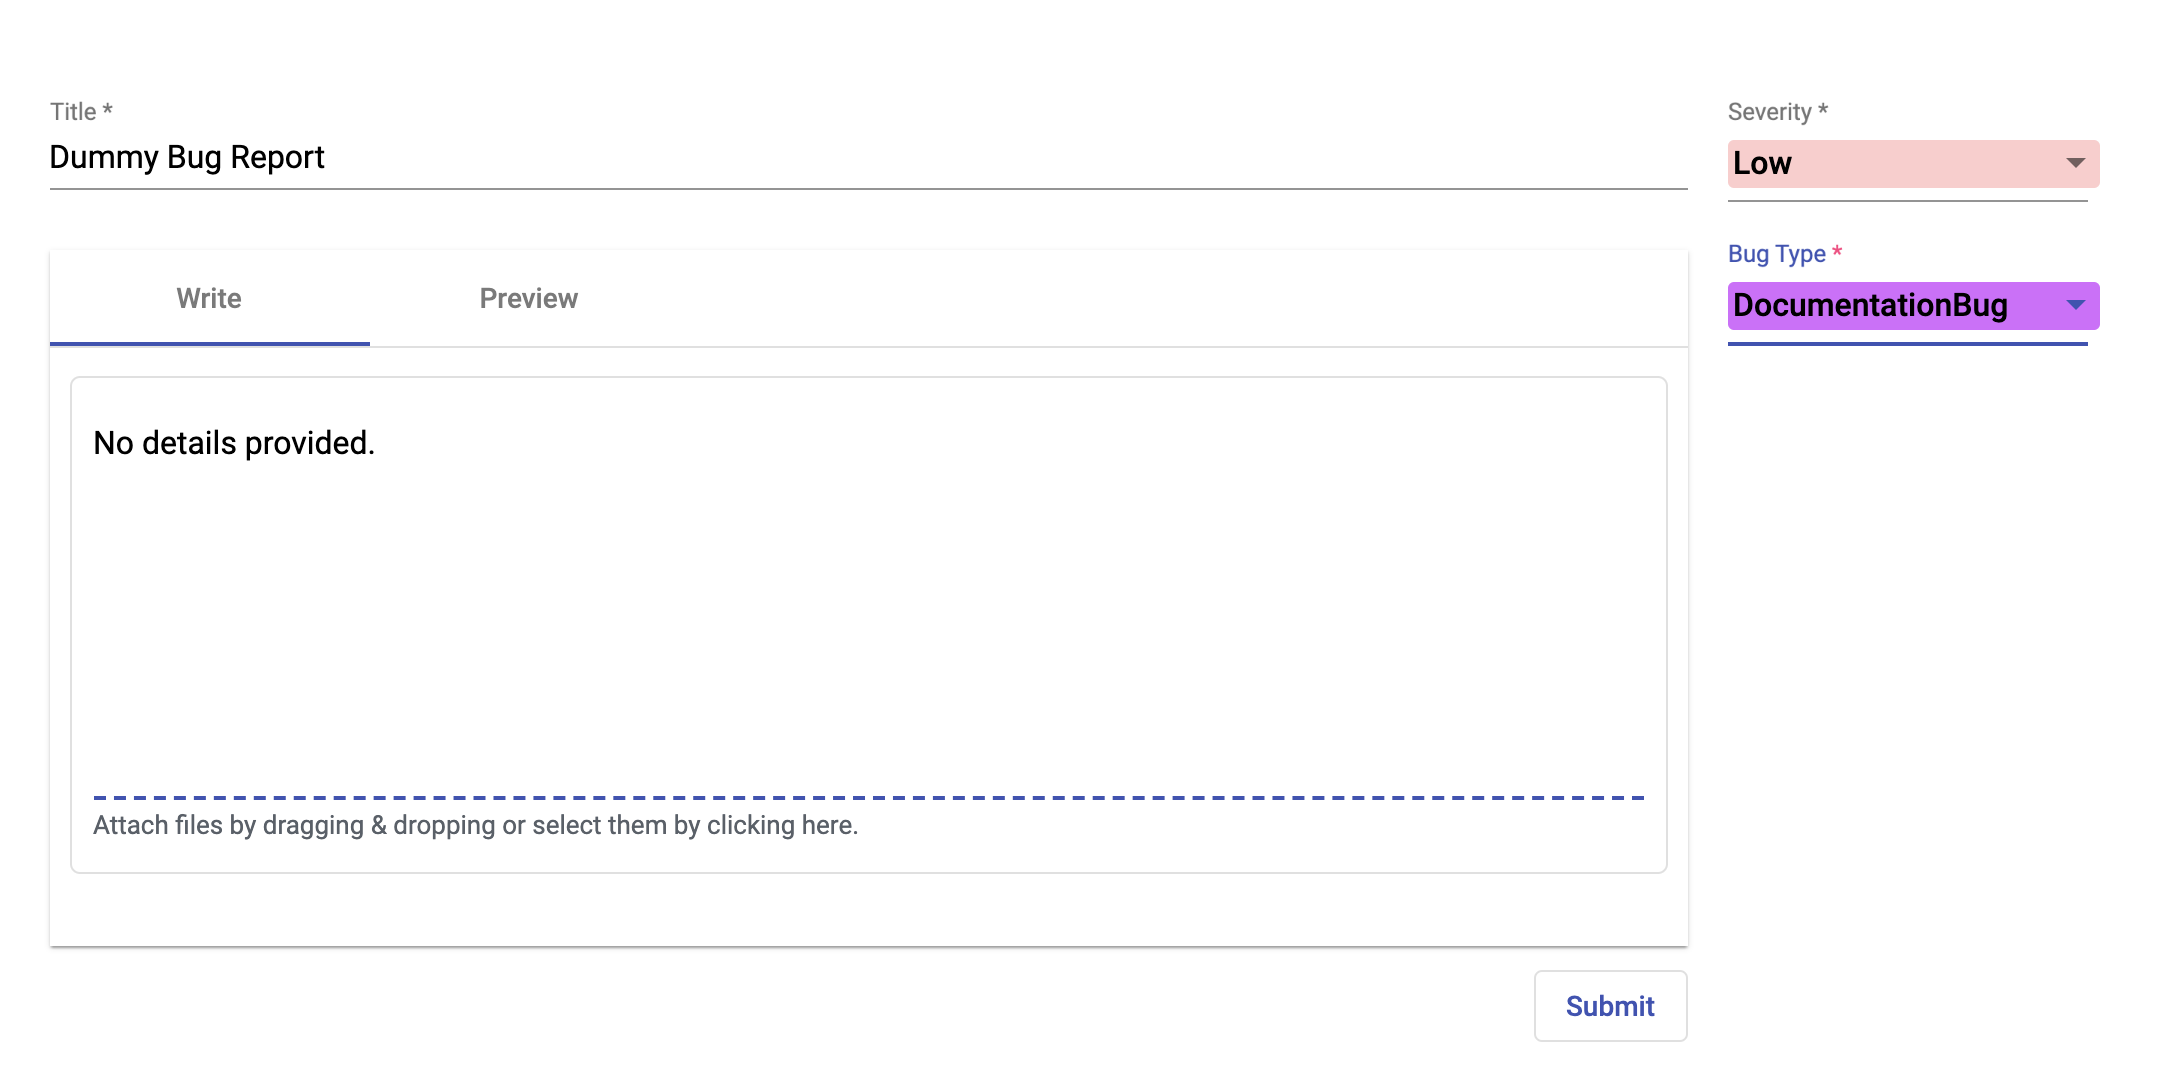 Title *
Dummy Bug Report
Severity *
Low
Bug Type *
DocumentationBug
Write
Preview
No details provided.
Attach files by dragging & dropping or select them by clicking here.
Submit